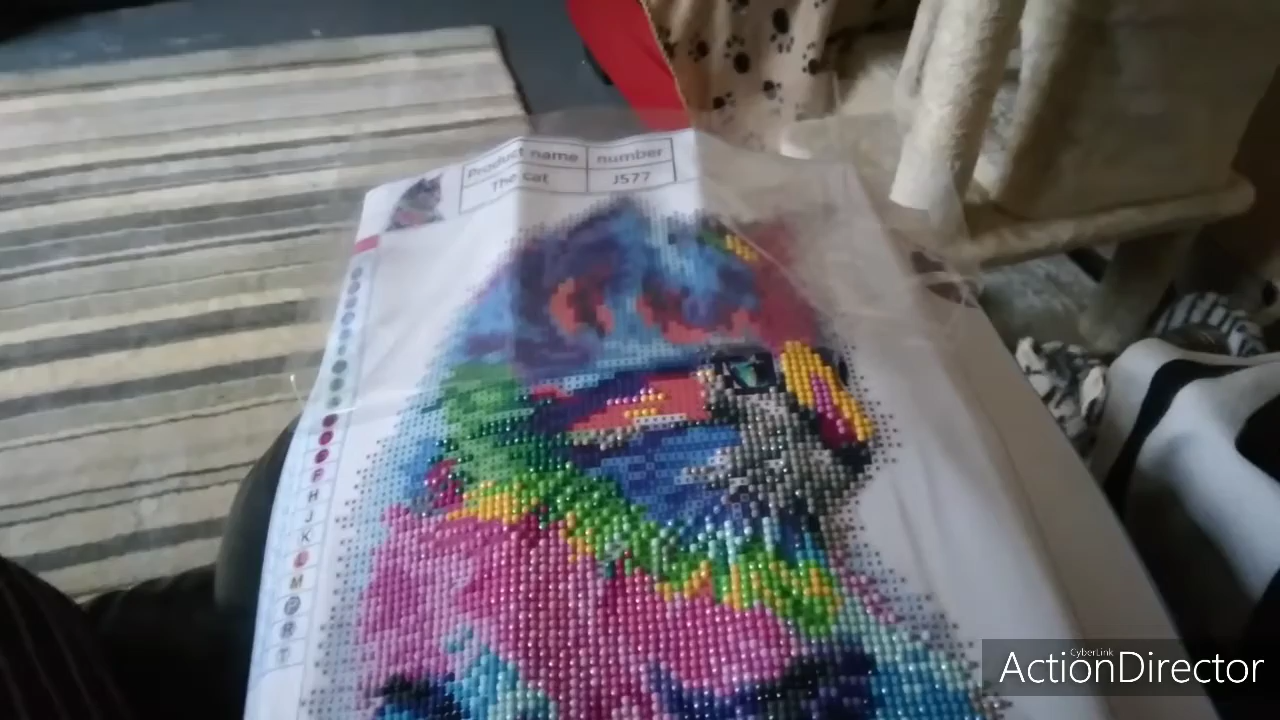 Product name number
The cat J577
P
H
J
K
L
M
P
R
T
CyberLink
ActionDirector